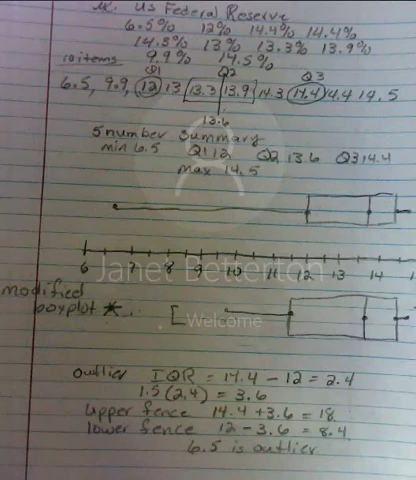 US Federal Reserve
6.5% 12% 14.4% 14.4%
14.3% 13% 13.3% 13.9%
10 items 9.9% 14.5%
Q1 Q2 Q3
6.5, 9.9, 12 13 13.3 13.9 14.3 14.4 14.4 14.5
13.6
5 number summary
min 6.5 Q1 12 Q2 13.6 Q3 14.4
max 14.5
6 7 8 9 10 11 12 13 14
Janet Betterton
modified
boxplot *
Welcome
outlier IQR = 14.4 - 12 = 2.4
1.5(2.4) = 3.6
upper fence 14.4 + 3.6 = 18
lower fence 12 - 3.6 = 8.4
6.5 is outlier